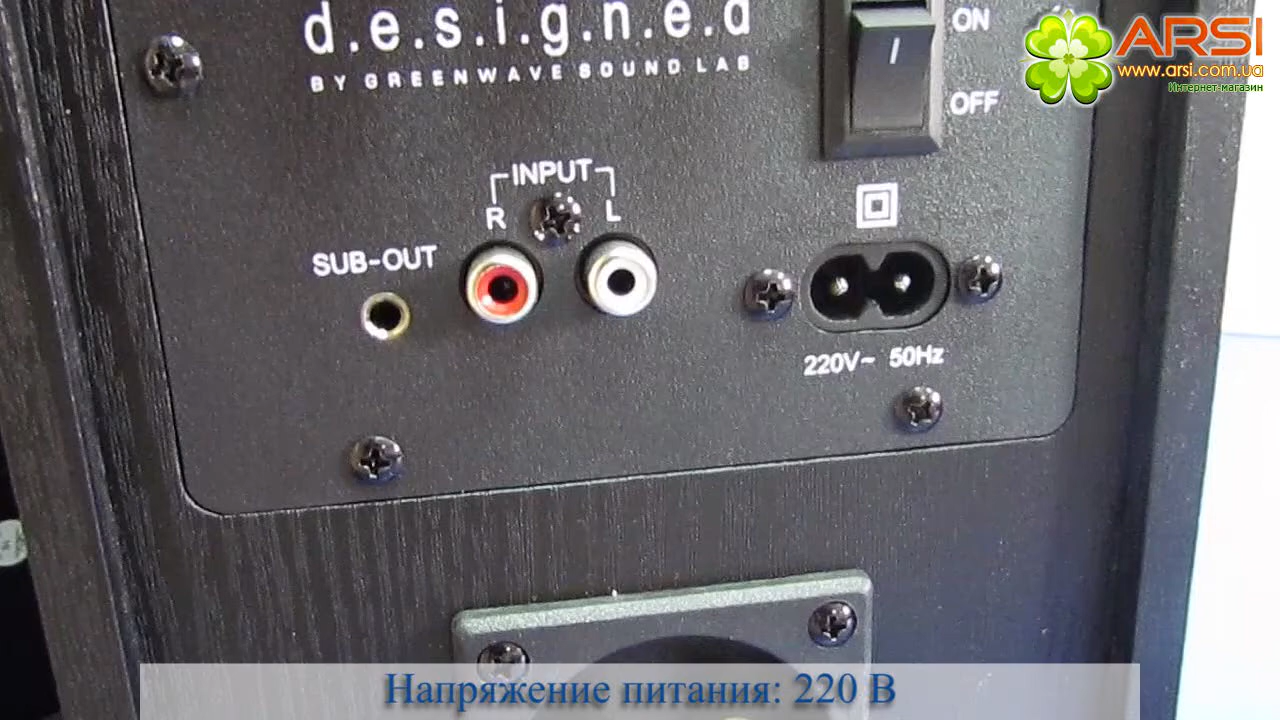 d.e.s.i.g.n.e.d
BY GREENWAVE SOUND LAB
ON
OFF
ARSI
www.arsi.com.ua
Интернет-магазин
INPUT
R
L
SUB-OUT
220V~ 50Hz
Напряжение питания: 220 В